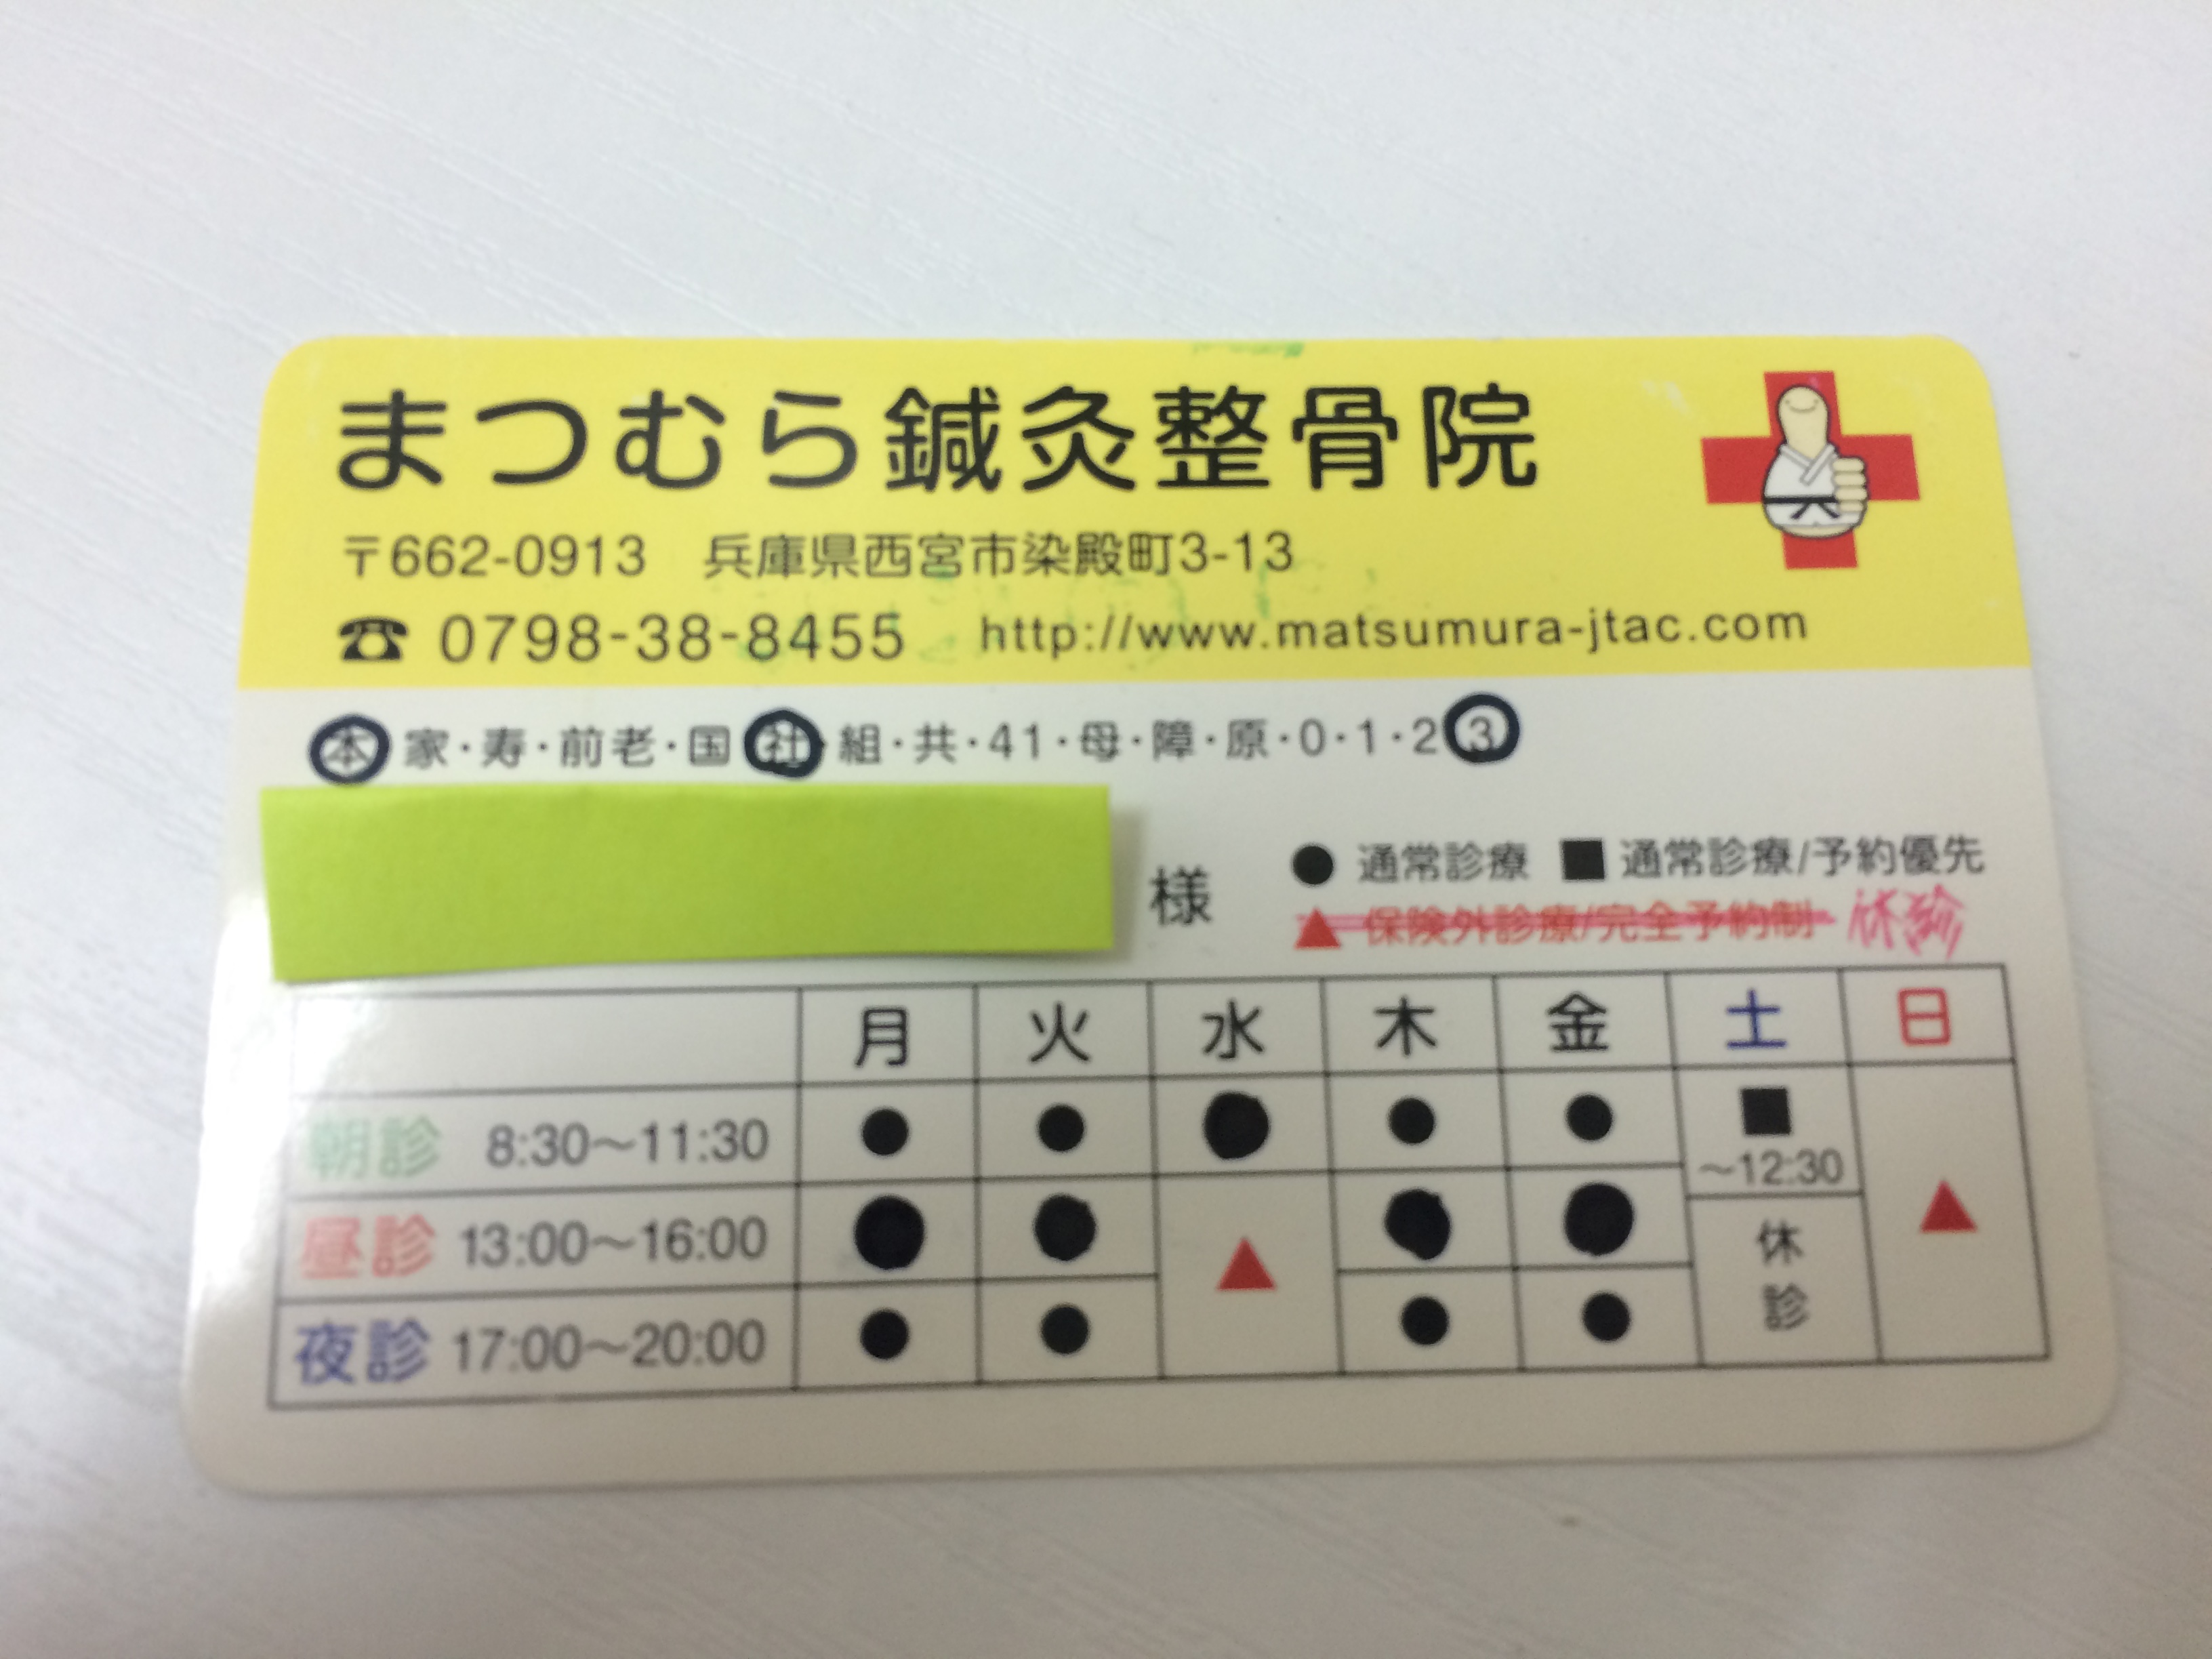 まつむら鍼灸整骨院
〒662-0913 兵庫県西宮市染殿町3-13
☎ 0798-38-8455 http://www.matsumura-jtac.com
本 家・寿・前老・国 社 組・共・41・母・障・原・0・1・2 3
様
● 通常診療 ■ 通常診療/予約優先
▲ 保険外診療/完全予約制 休診
月 火 水 木 金 土 日
朝診 8:30〜11:30 ● ● ● ● ● ■ 〜12:30
昼診 13:00〜16:00 ● ● ▲ ● ● 休診 ▲
夜診 17:00〜20:00 ● ● ● ●